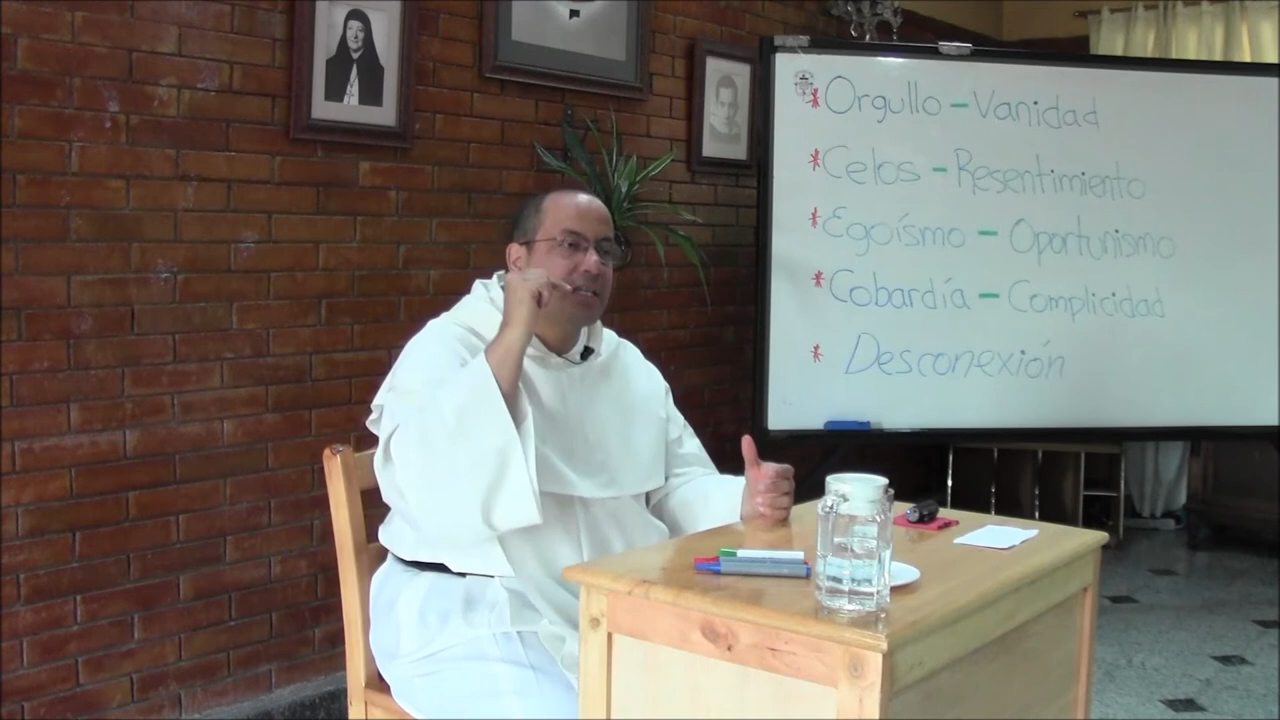 * Orgullo - Vanidad
* Celos - Resentimiento
* Egoísmo - Oportunismo
* Cobardía - Complicidad
* Desconexión